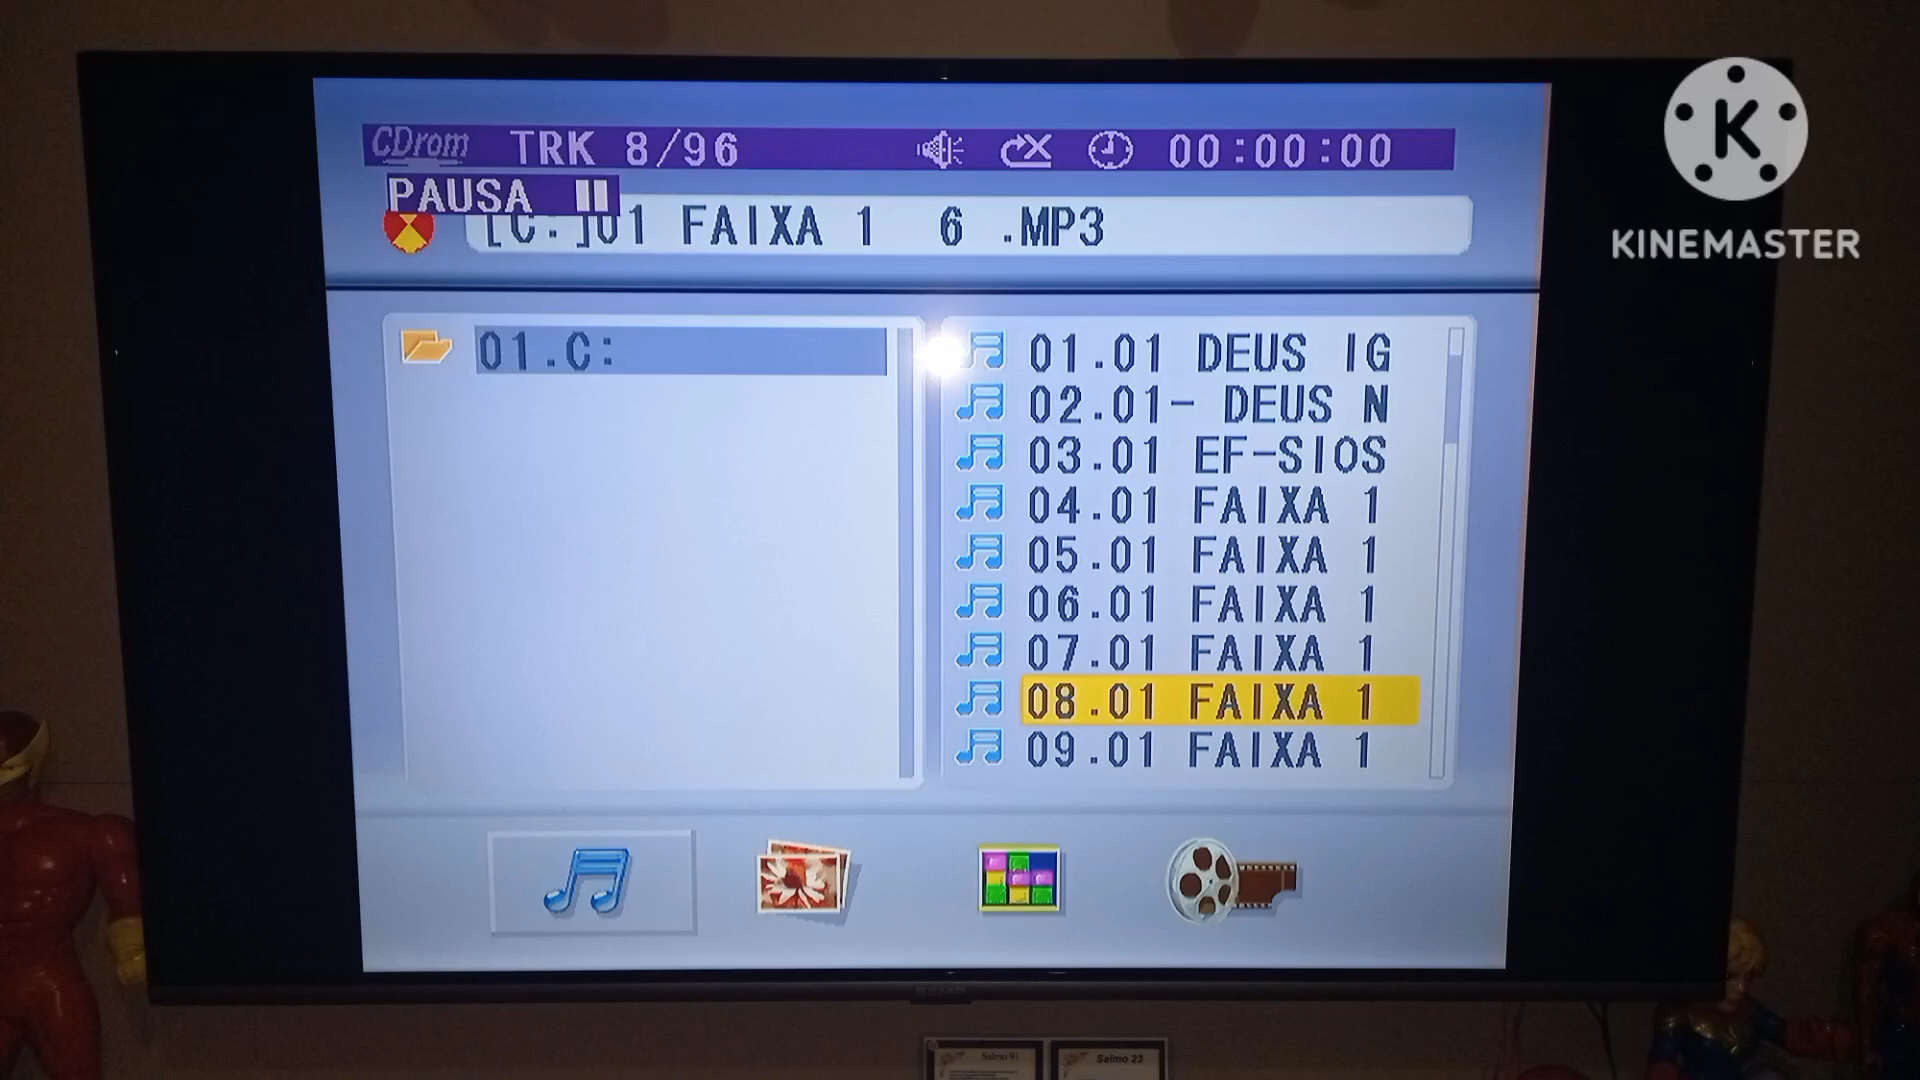 CDrom TRK 8/96 00:00:00
PAUSA
[C:]01 FAIXA 1 6 .MP3
01.C:
01.01 DEUS IG
02.01- DEUS N
03.01 EF-SIOS
04.01 FAIXA 1
05.01 FAIXA 1
06.01 FAIXA 1
07.01 FAIXA 1
08.01 FAIXA 1
09.01 FAIXA 1
K
KINEMASTER
Salmo 91
Salmo 23